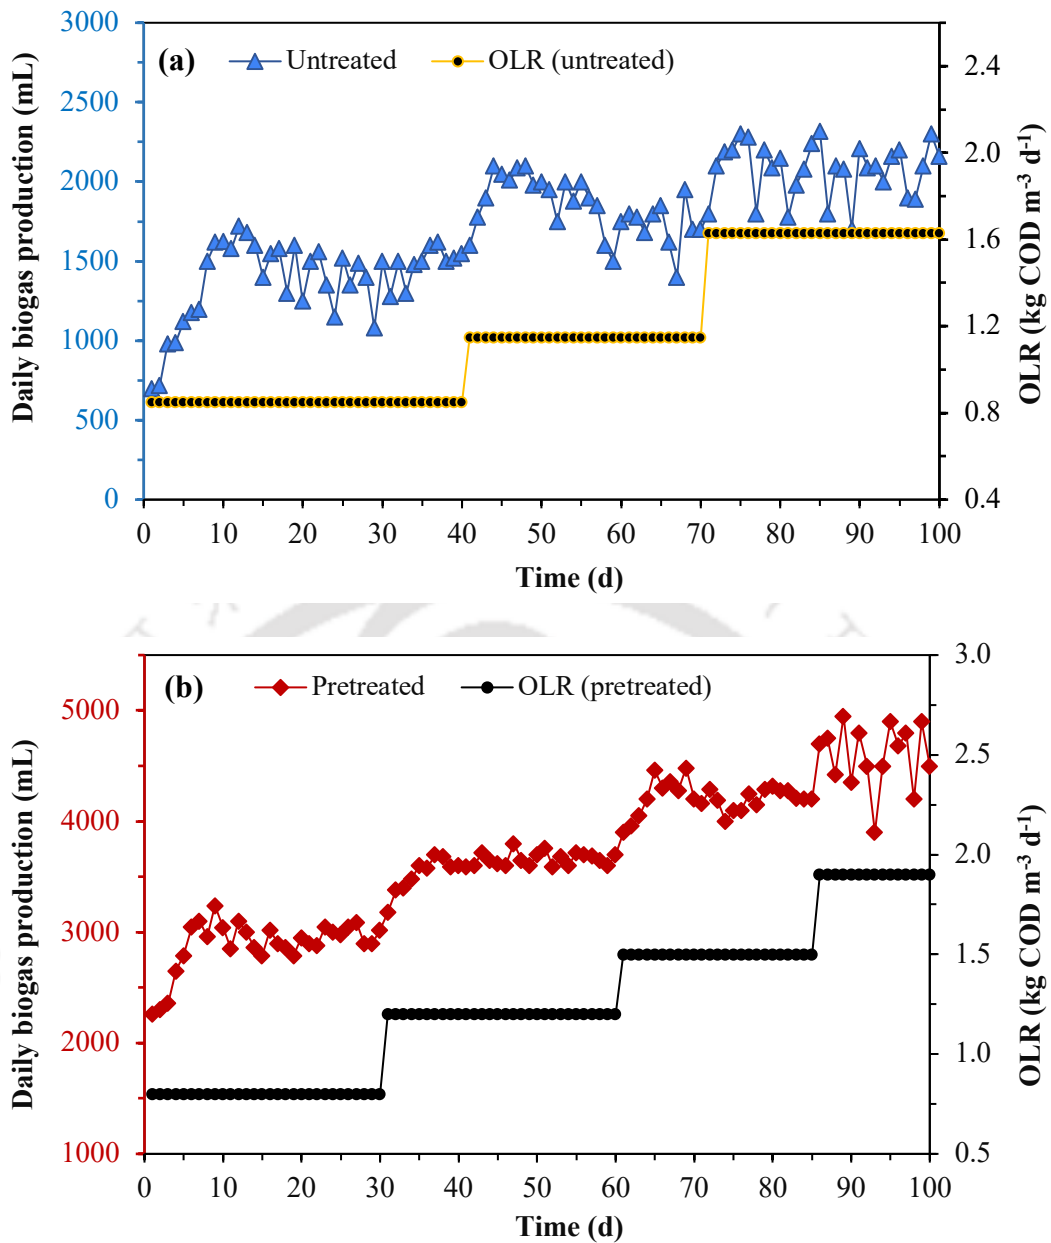 (a)
Untreated
OLR (untreated)
Daily biogas production (mL)
3000
2500
2000
1500
1000
500
0
OLR (kg COD m-3 d-1)
2.4
2.0
1.6
1.2
0.8
0.4
0 10 20 30 40 50 60 70 80 90 100
Time (d)
(b)
Pretreated
OLR (pretreated)
Daily biogas production (mL)
5000
4000
3000
2000
1000
OLR (kg COD m-3 d-1)
3.0
2.5
2.0
1.5
1.0
0.5
0 10 20 30 40 50 60 70 80 90 100
Time (d)